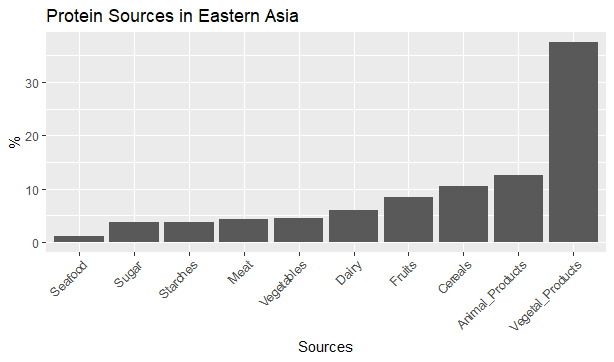 Protein Sources in Eastern Asia
%
30
20
10
0
Seafood
Sugar
Starches
Meat
Vegetables
Dairy
Fruits
Cereals
Animal_Products
Vegetal_Products
Sources